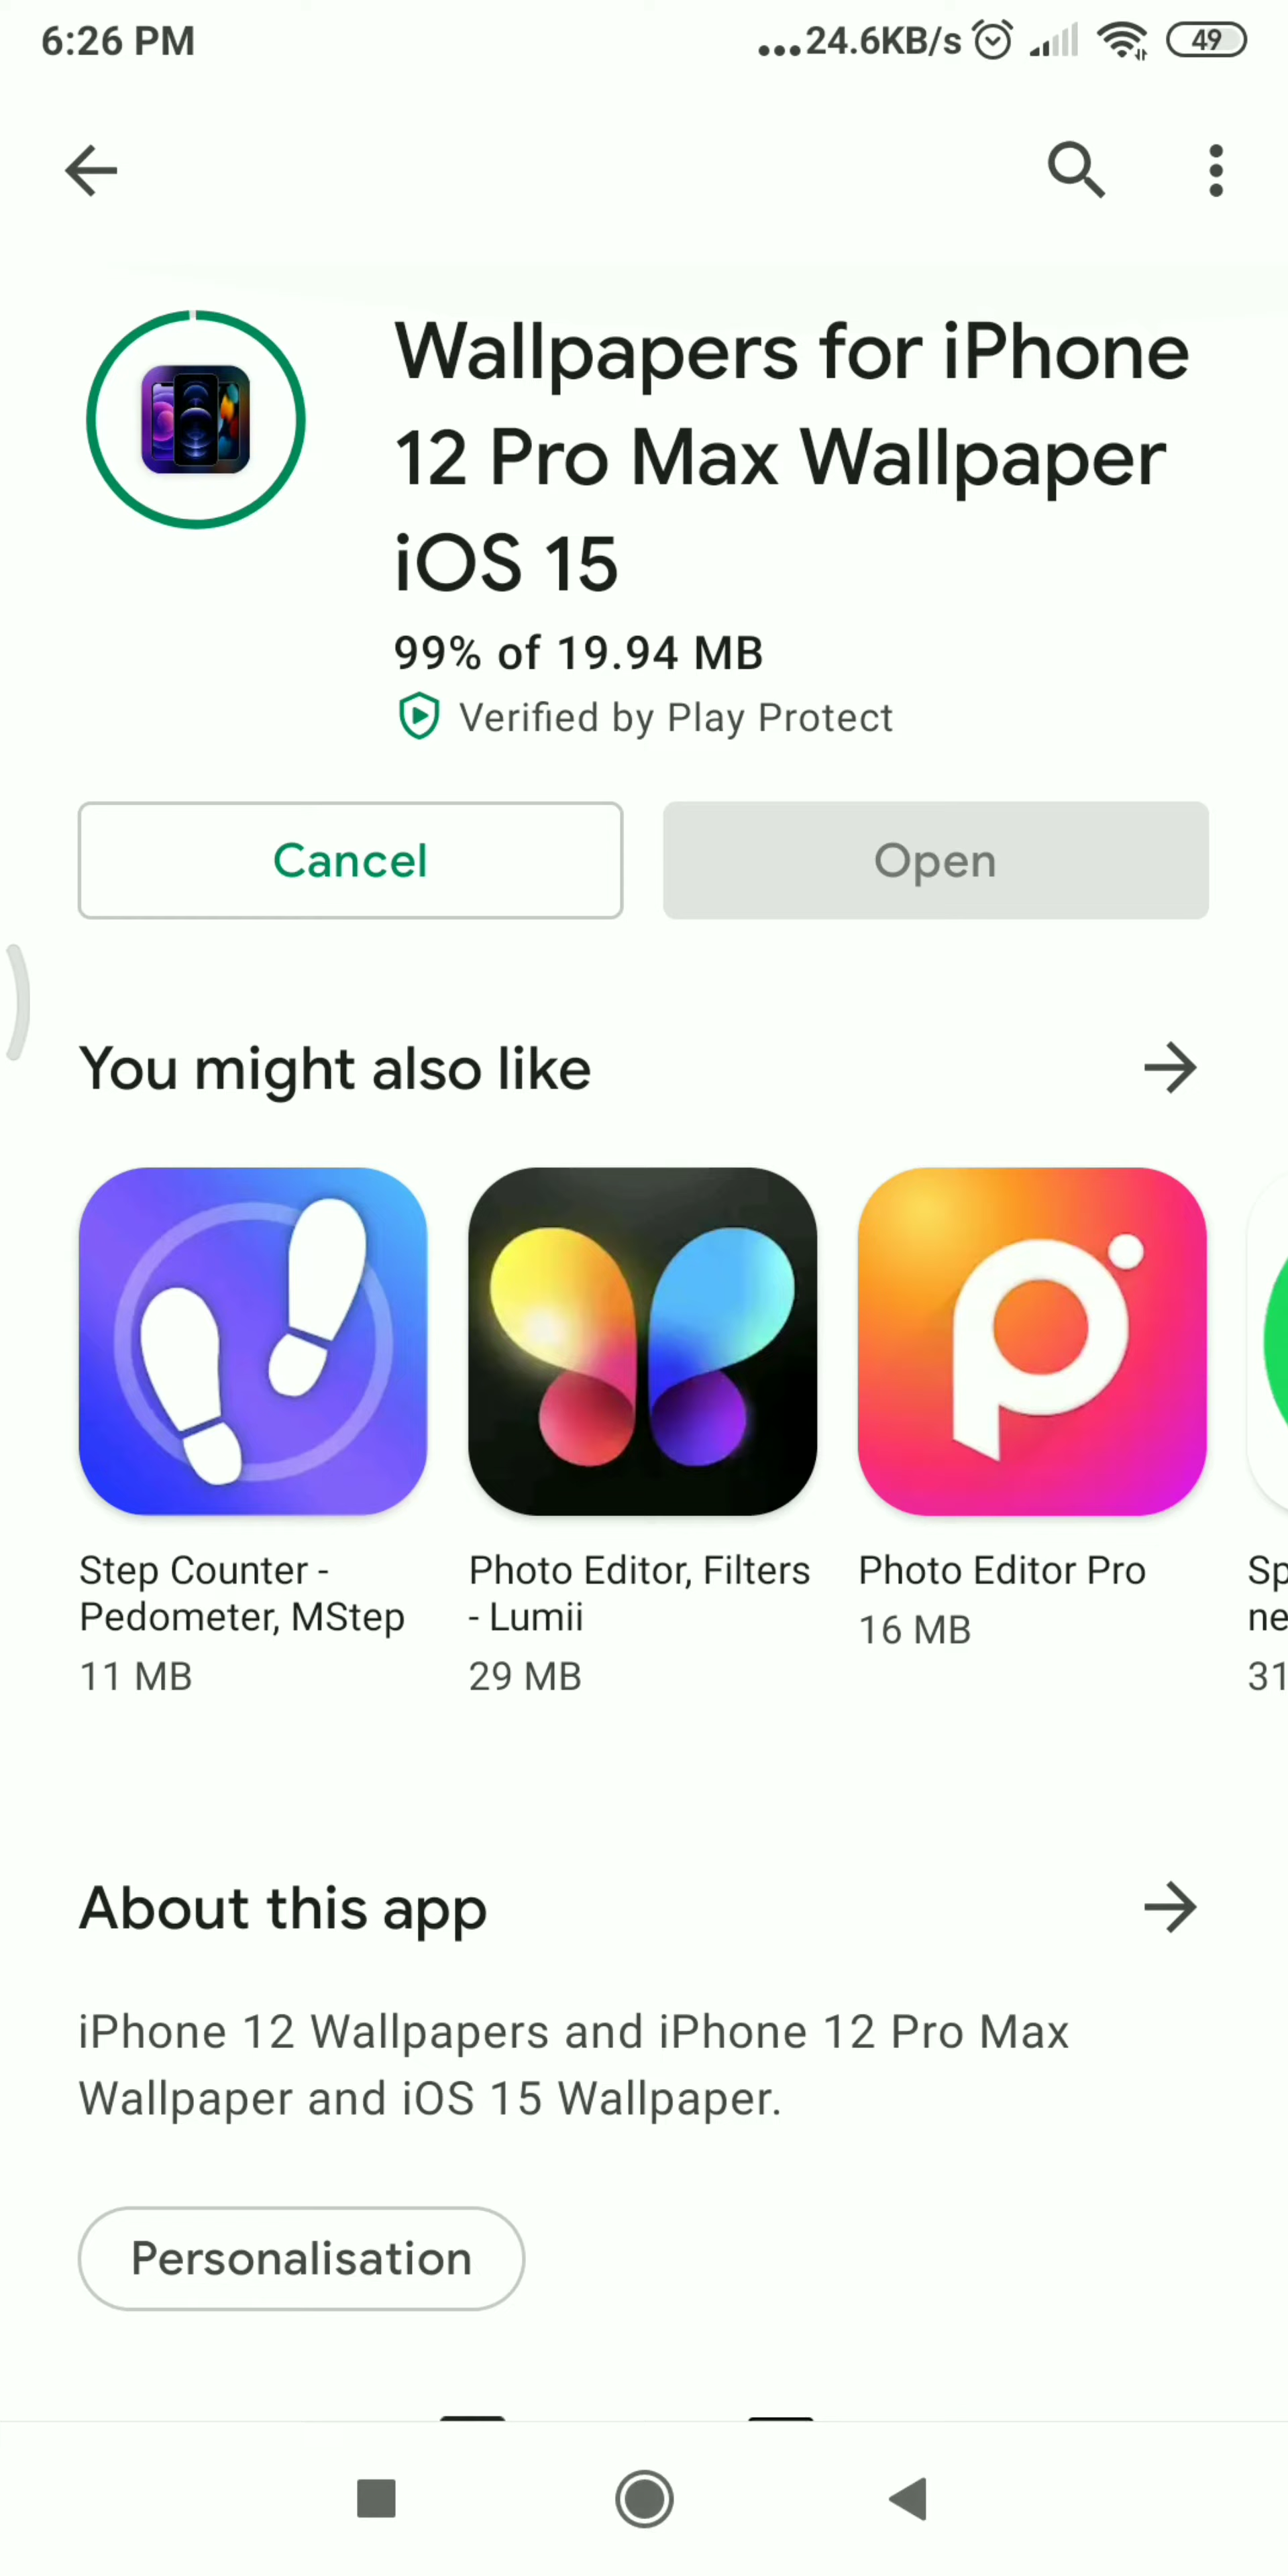 6:26 PM
...24.6KB/s
49
Wallpapers for iPhone
12 Pro Max Wallpaper
iOS 15
99% of 19.94 MB
Verified by Play Protect
Cancel
Open
You might also like
Step Counter -
Pedometer, MStep
11 MB
Photo Editor, Filters
- Lumii
29 MB
Photo Editor Pro
16 MB
Sp
ne
31
About this app
iPhone 12 Wallpapers and iPhone 12 Pro Max
Wallpaper and iOS 15 Wallpaper.
Personalisation